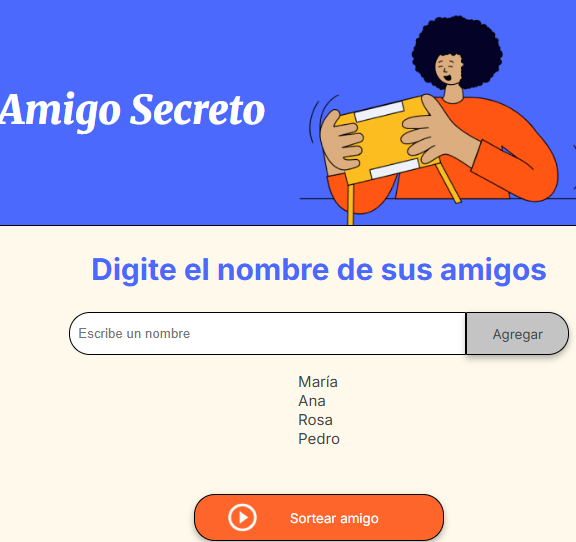 Amigo Secreto
Digite el nombre de sus amigos
Escribe un nombre
Agregar
María
Ana
Rosa
Pedro
Sortear amigo